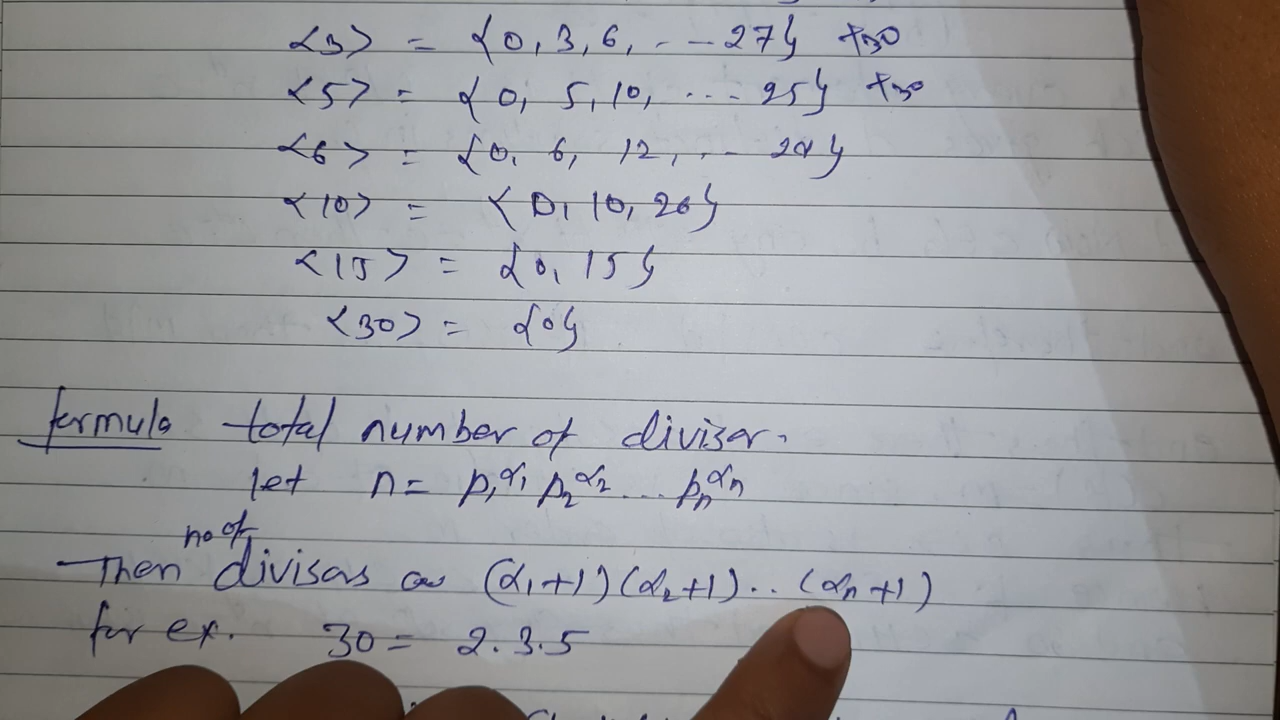 <3> = {0, 3, 6, - - 27} +30
<5> = {0, 5, 10, ... 25} +30
<6> = {0, 6, 12, ... 24}
<10> = {0, 10, 20}
<15> = {0, 15}
<30> = {0}
formula total number of divisor.
let n = p₁^α₁ p₂^α₂ ... pₙ^αₙ
no of
Then divisors (α₁+1)(α₂+1)..(αₙ+1)
for ex. 30 = 2.3.5